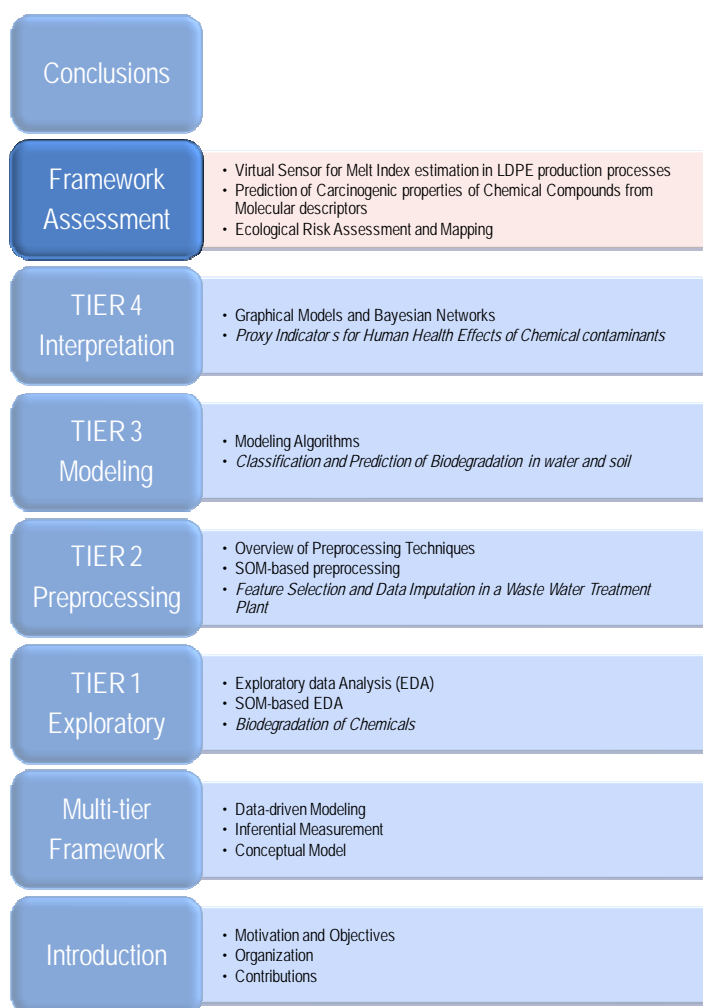 Conclusions
Framework
Assessment
• Virtual Sensor for Melt Index estimation in LDPE production processes
• Prediction of Carcinogenic properties of Chemical Compounds from
Molecular descriptors
• Ecological Risk Assessment and Mapping
TIER 4
Interpretation
• Graphical Models and Bayesian Networks
• Proxy Indicator s for Human Health Effects of Chemical contaminants
TIER 3
Modeling
• Modeling Algorithms
• Classification and Prediction of Biodegradation in water and soil
TIER 2
Preprocessing
• Overview of Preprocessing Techniques
• SOM-based preprocessing
• Feature Selection and Data Imputation in a Waste Water Treatment
Plant
TIER 1
Exploratory
• Exploratory data Analysis (EDA)
• SOM-based EDA
• Biodegradation of Chemicals
Multi-tier
Framework
• Data-driven Modeling
• Inferential Measurement
• Conceptual Model
Introduction
• Motivation and Objectives
• Organization
• Contributions